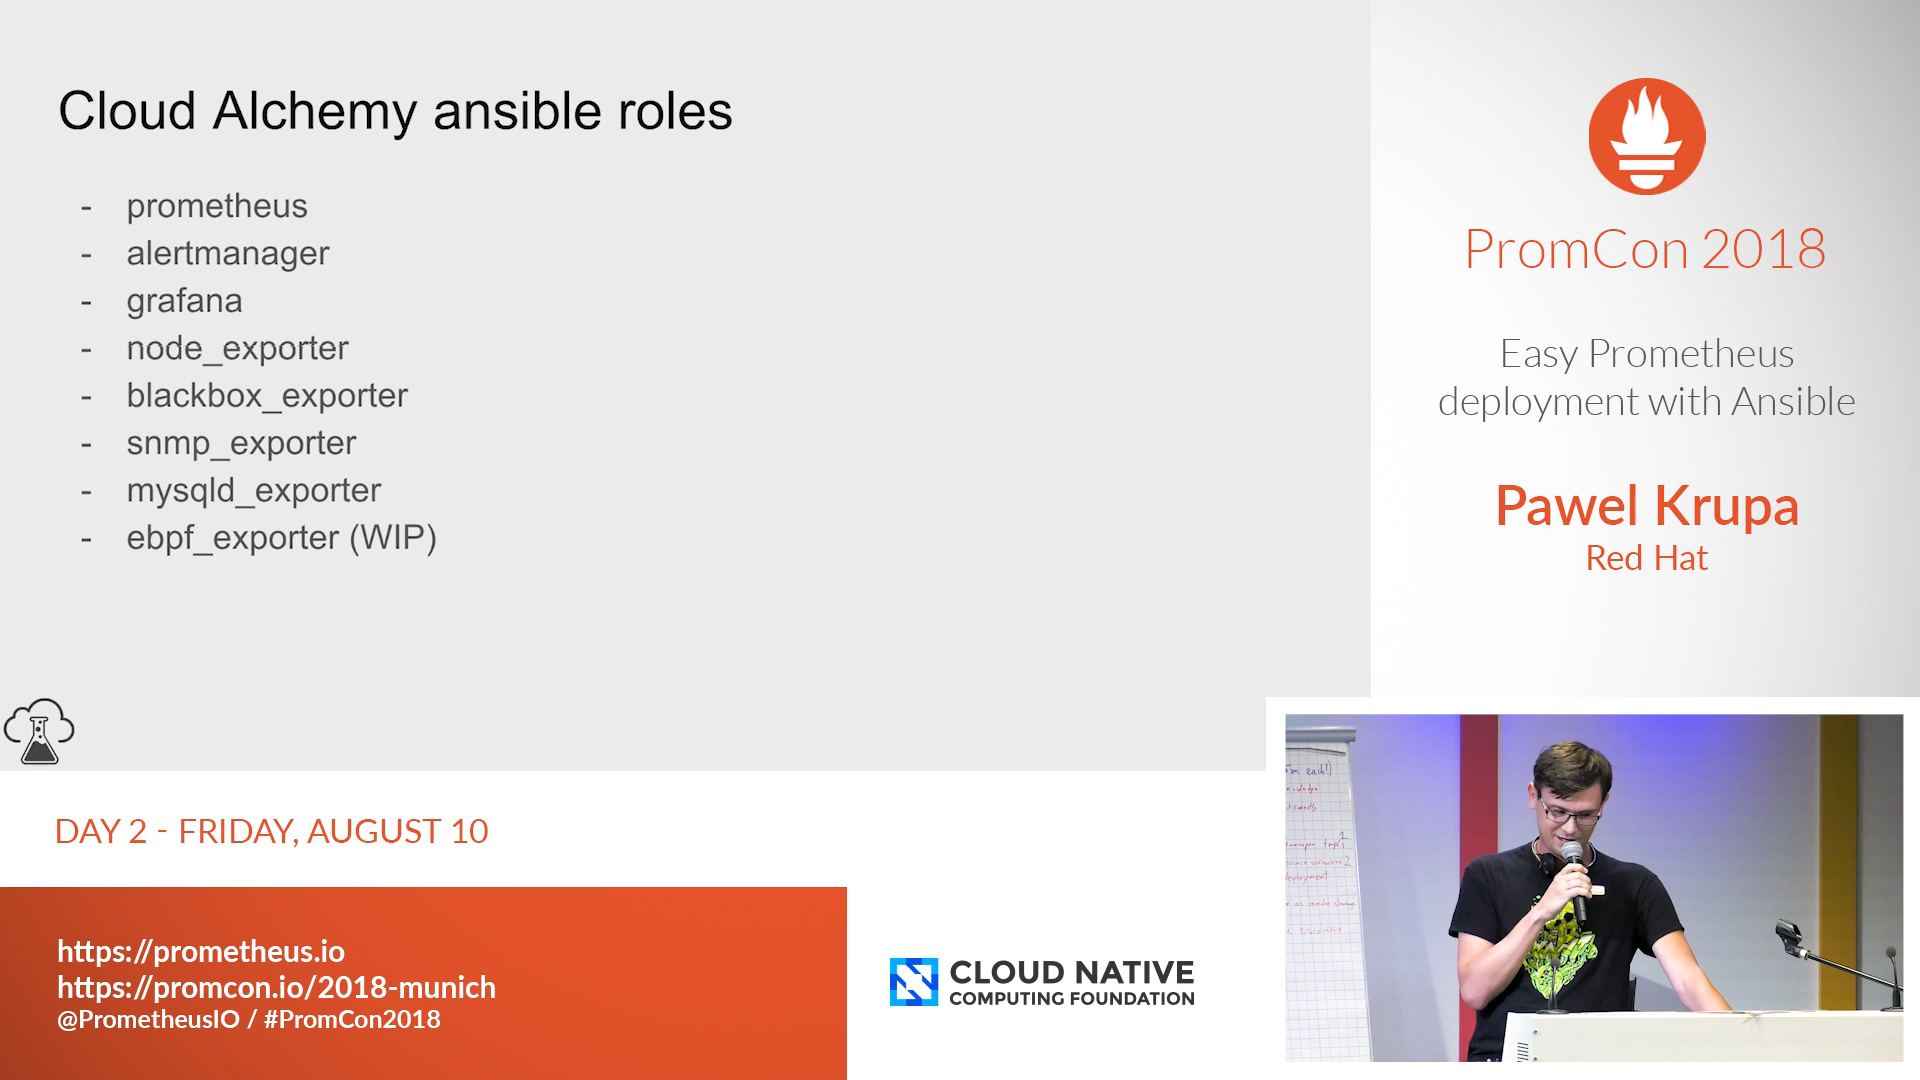 Cloud Alchemy ansible roles
- prometheus
- alertmanager
- grafana
- node_exporter
- blackbox_exporter
- snmp_exporter
- mysqld_exporter
- ebpf_exporter (WIP)
PromCon 2018
Easy Prometheus
deployment with Ansible
Pawel Krupa
Red Hat
DAY 2 - FRIDAY, AUGUST 10
https://prometheus.io
https://promcon.io/2018-munich
@PrometheusIO / #PromCon2018
CLOUD NATIVE
COMPUTING FOUNDATION
each!)
deployment